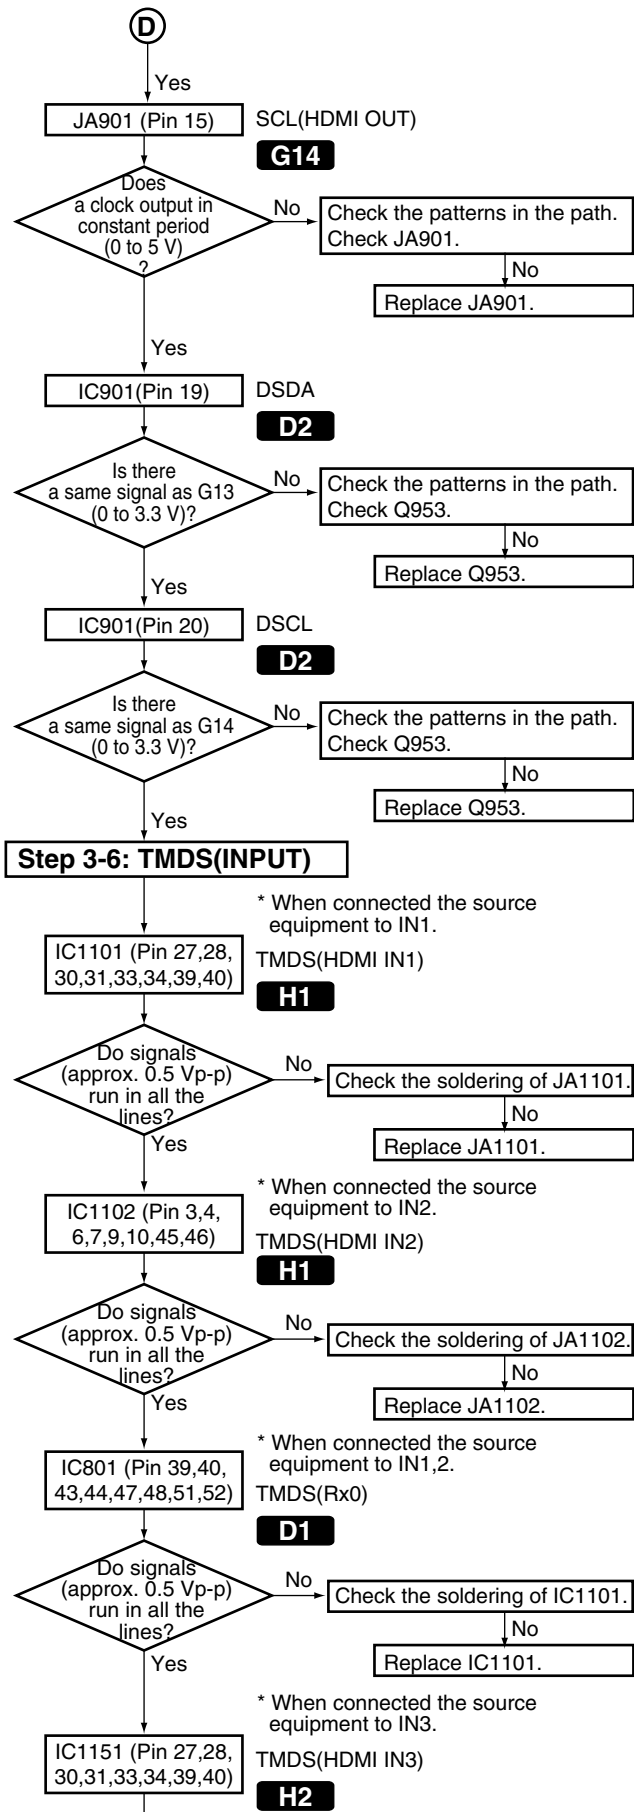 D
Yes
JA901 (Pin 15)
SCL(HDMI OUT)
G14
Does
a clock output in
constant period
(0 to 5 V)
?
No
Check the patterns in the path.
Check JA901.
No
Replace JA901.
Yes
IC901(Pin 19)
DSDA
D2
Is there
a same signal as G13
(0 to 3.3 V)?
No
Check the patterns in the path.
Check Q953.
No
Replace Q953.
Yes
IC901(Pin 20)
DSCL
D2
Is there
a same signal as G14
(0 to 3.3 V)?
No
Check the patterns in the path.
Check Q953.
No
Replace Q953.
Yes
Step 3-6: TMDS(INPUT)
* When connected the source
equipment to IN1.
IC1101 (Pin 27,28,
30,31,33,34,39,40)
TMDS(HDMI IN1)
H1
Do signals
(approx. 0.5 Vp-p)
run in all the
lines?
No
Check the soldering of JA1101.
No
Replace JA1101.
Yes
* When connected the source
equipment to IN2.
IC1102 (Pin 3,4,
6,7,9,10,45,46)
TMDS(HDMI IN2)
H1
Do signals
(approx. 0.5 Vp-p)
run in all the
lines?
No
Check the soldering of JA1102.
No
Replace JA1102.
Yes
* When connected the source
equipment to IN1,2.
IC801 (Pin 39,40,
43,44,47,48,51,52)
TMDS(Rx0)
D1
Do signals
(approx. 0.5 Vp-p)
run in all the
lines?
No
Check the soldering of IC1101.
No
Replace IC1101.
Yes
* When connected the source
equipment to IN3.
IC1151 (Pin 27,28,
30,31,33,34,39,40)
TMDS(HDMI IN3)
H2